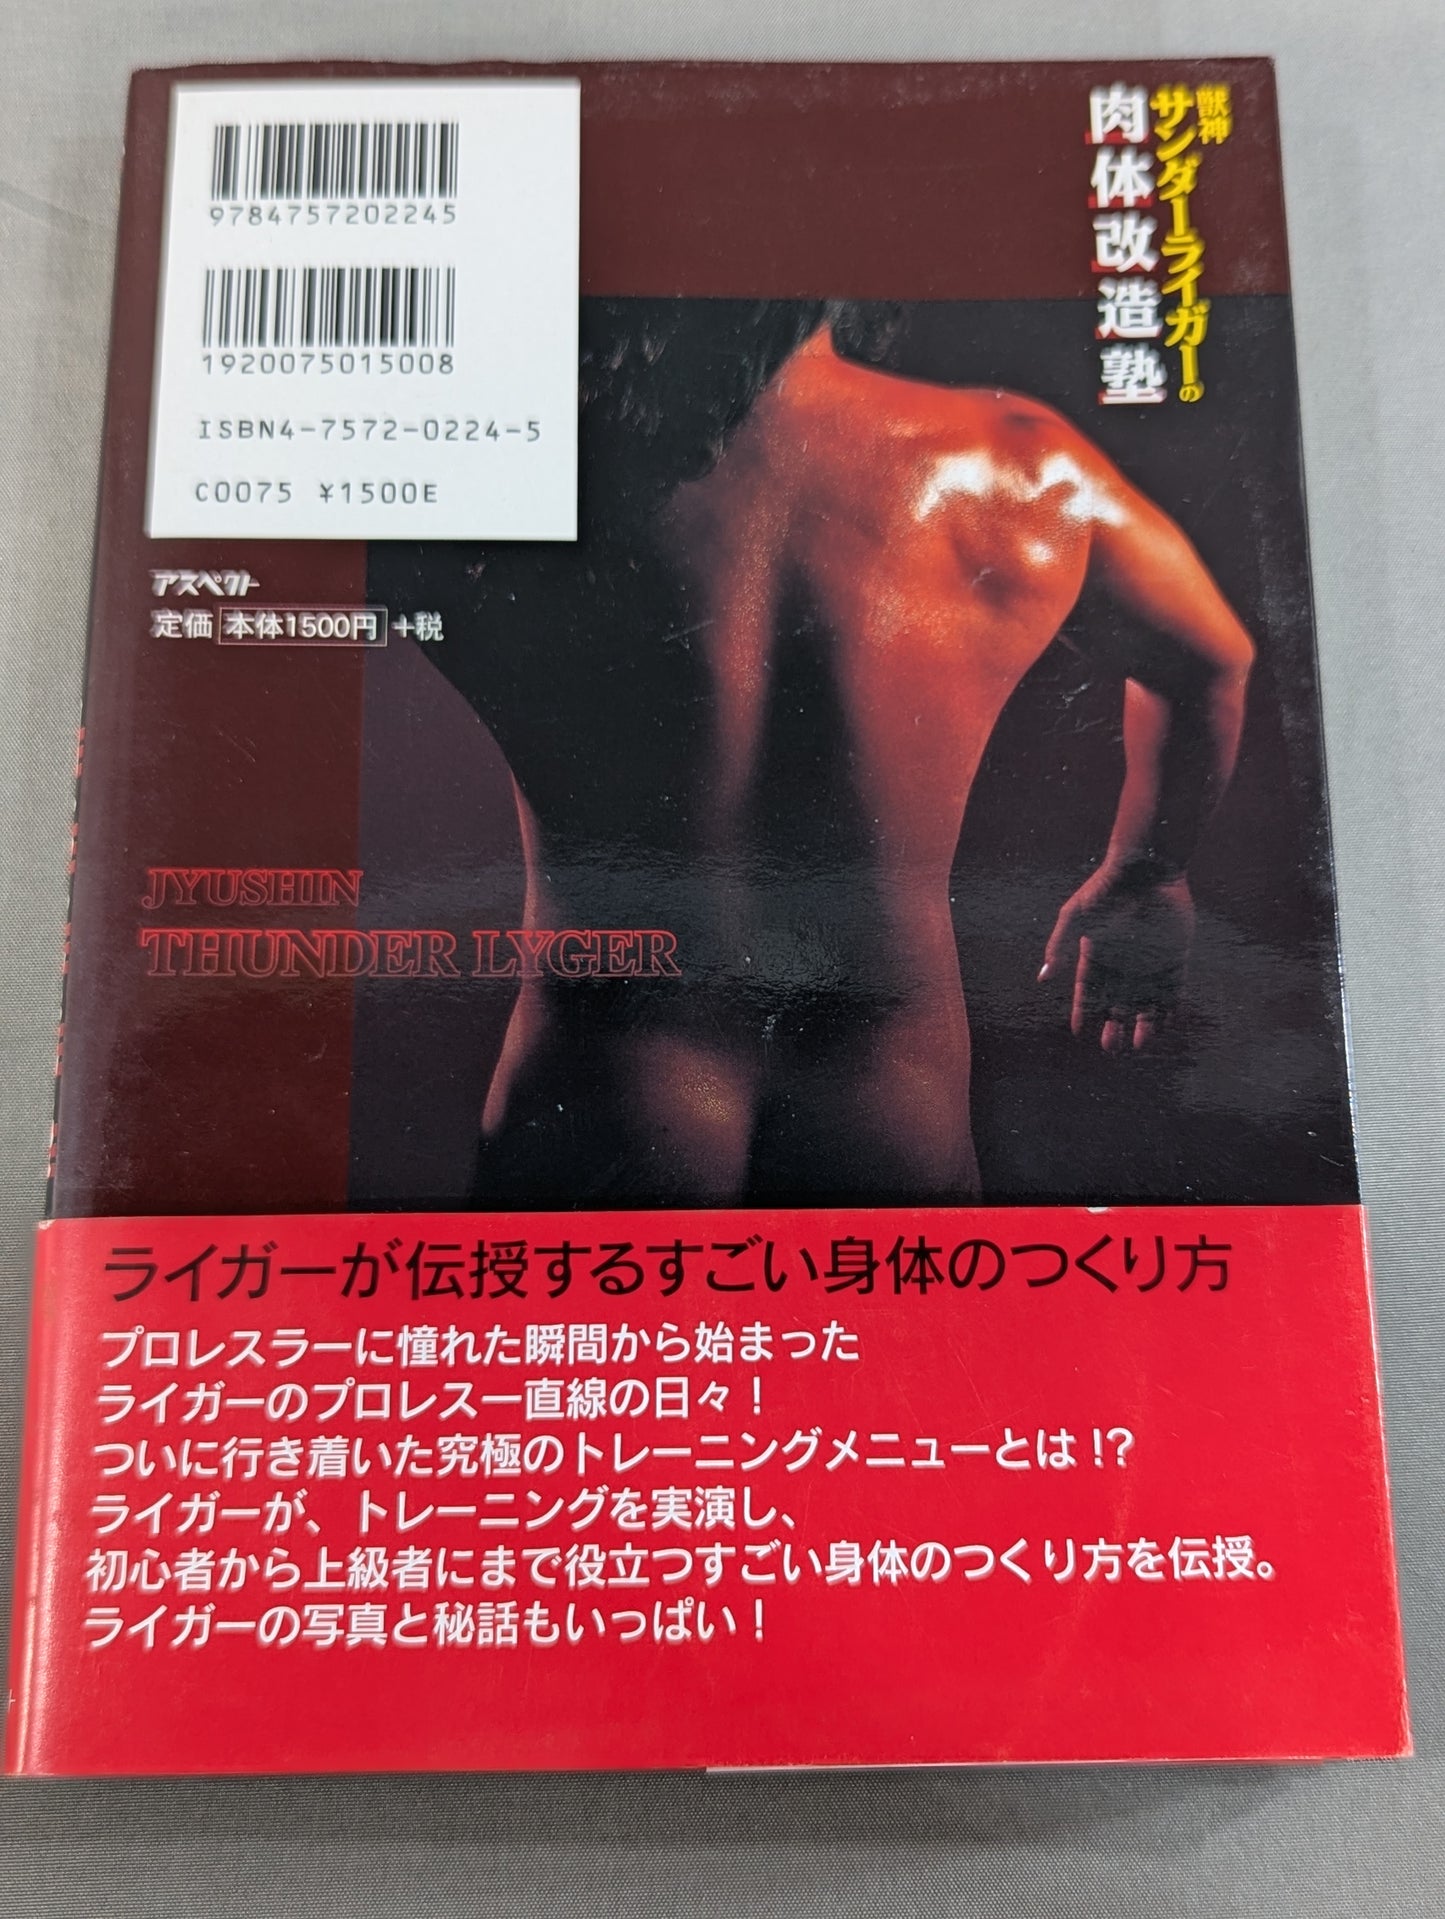 獣神
サンダーライガーの
肉体改造塾
9784757202245
1920075015008
ISBN4-7572-0224-5
C0075 ¥1500E
アスペクト
定価 本体1500円 +税
JYUSHIN
THUNDER LYGER
ライガーが伝授するすごい身体のつくり方
プロレスラーに憧れた瞬間から始まった
ライガーのプロレス一直線の日々！
ついに行き着いた究極のトレーニングメニューとは!?
ライガーが、トレーニングを実演し、
初心者から上級者にまで役立つすごい身体のつくり方を伝授。
ライガーの写真と秘話もいっぱい！